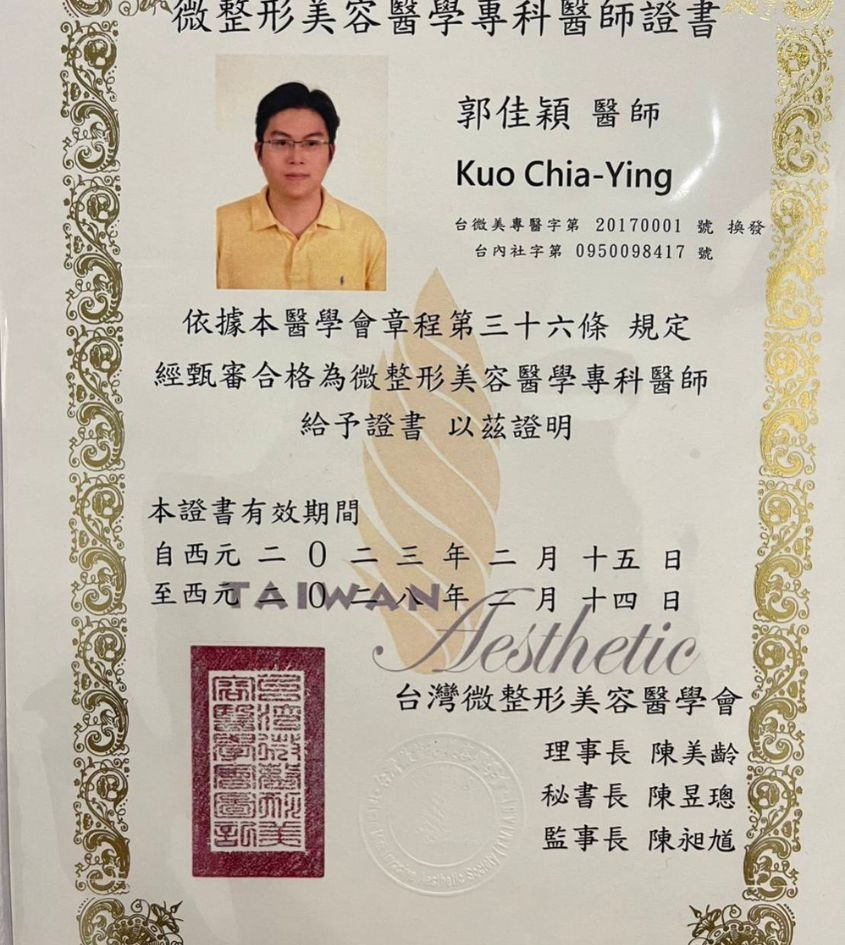 微整形美容醫學專科醫師證書
郭佳穎 醫師
Kuo Chia-Ying
台微美專醫字第 20170001 號 換發
台內社字第 0950098417 號
依據本醫學會章程第三十六條 規定
經甄審合格為微整形美容醫學專科醫師
給予證書 以茲證明
本證書有效期間
自西元 二 0 二 三 年 二 月 十五 日
至西元 二 0 二 八 年 二 月 十四 日
TAIWAN
Aesthetic
台灣微整形美容醫學會
理事長 陳美齡
秘書長 陳昱璁
監事長 陳昶馗